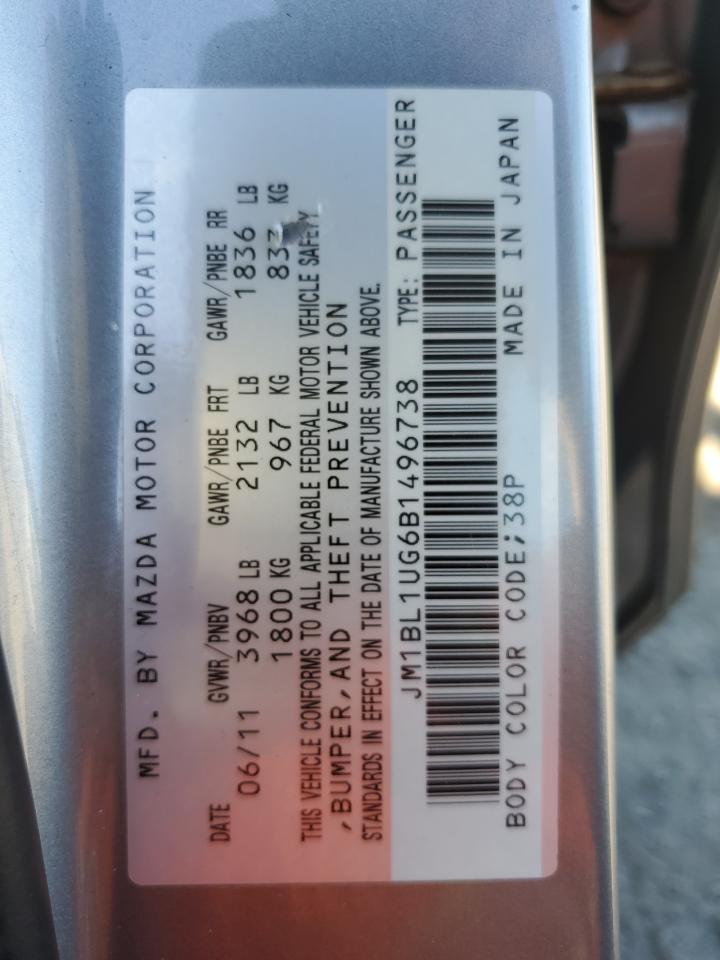 MFD. BY MAZDA MOTOR CORPORATION
DATE GVWR/PNBV GAWR/PNBE FRT GAWR/PNBE RR
06/11 3968 LB 2132 LB 1836 LB
1800 KG 967 KG 83 KG
THIS VEHICLE CONFORMS TO ALL APPLICABLE FEDERAL MOTOR VEHICLE SAFETY
,BUMPER,AND THEFT PREVENTION
STANDARDS IN EFFECT ON THE DATE OF MANUFACTURE SHOWN ABOVE.
JM1BL1UG6B1496738 TYPE: PASSENGER
BODY COLOR CODE;38P MADE IN JAPAN